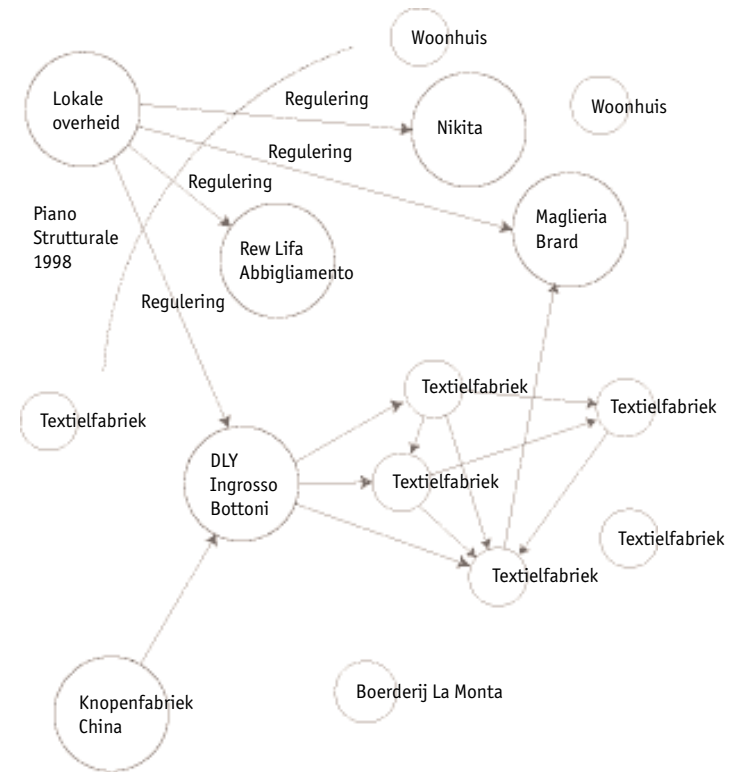 Woonhuis
Lokale
overheid
Regulering
Nikita
Woonhuis
Regulering
Regulering
Piano
Strutturale
1998
Maglieria
Brard
Rew Lifa
Abbigliamento
Regulering
Textielfabriek
Textielfabriek
Textielfabriek
DLY
Ingrosso
Bottoni
Textielfabriek
Textielfabriek
Textielfabriek
Knopenfabriek
China
Boerderij La Monta